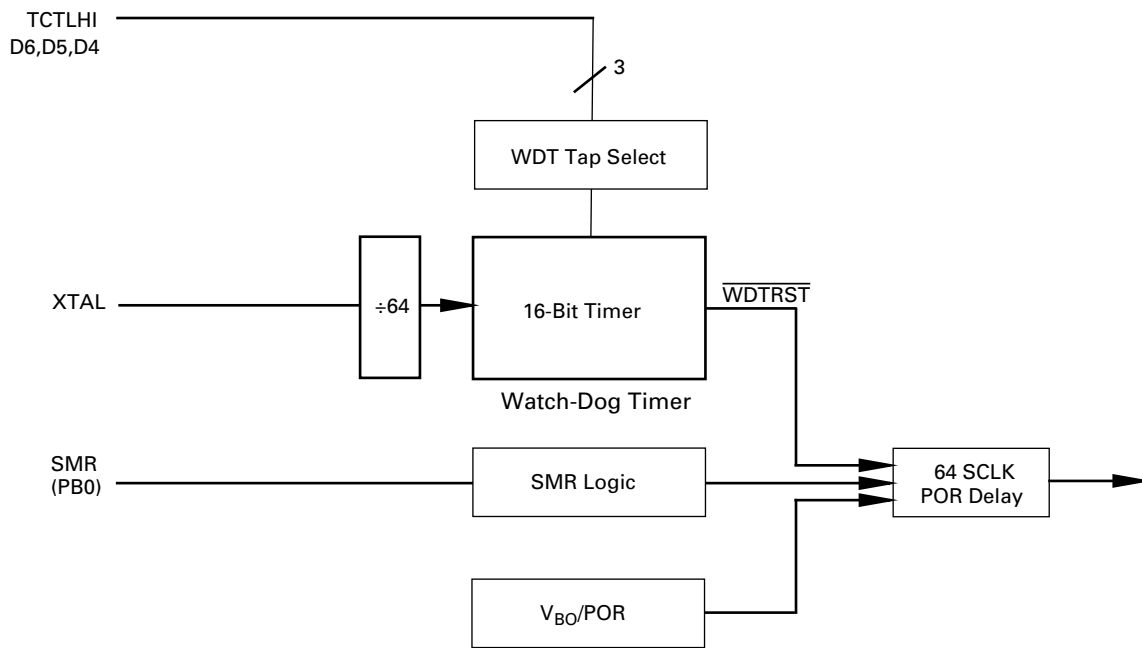 TCTLHI
D6,D5,D4
3
WDT Tap Select
XTAL
÷64
16-Bit Timer
WDTRST
Watch-Dog Timer
SMR
(PB0)
SMR Logic
64 SCLK
POR Delay
VBO/POR